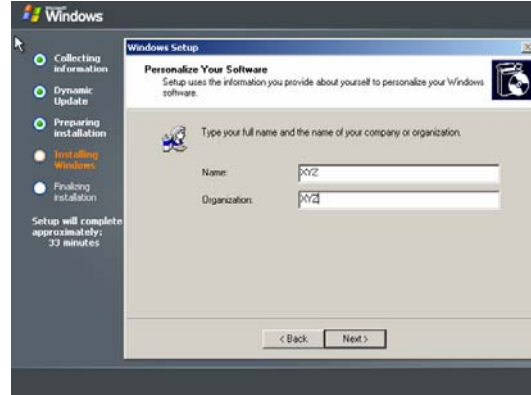 Microsoft
Windows
Collecting
information
Dynamic
Update
Preparing
installation
Installing
Windows
Finalizing
installation
Setup will complete
approximately:
33 minutes
Windows Setup
Personalize Your Software
Setup uses the information you provide about yourself to personalize your Windows
software.
Type your full name and the name of your company or organization.
Name: XYZ
Organization: XYZ
< Back Next >